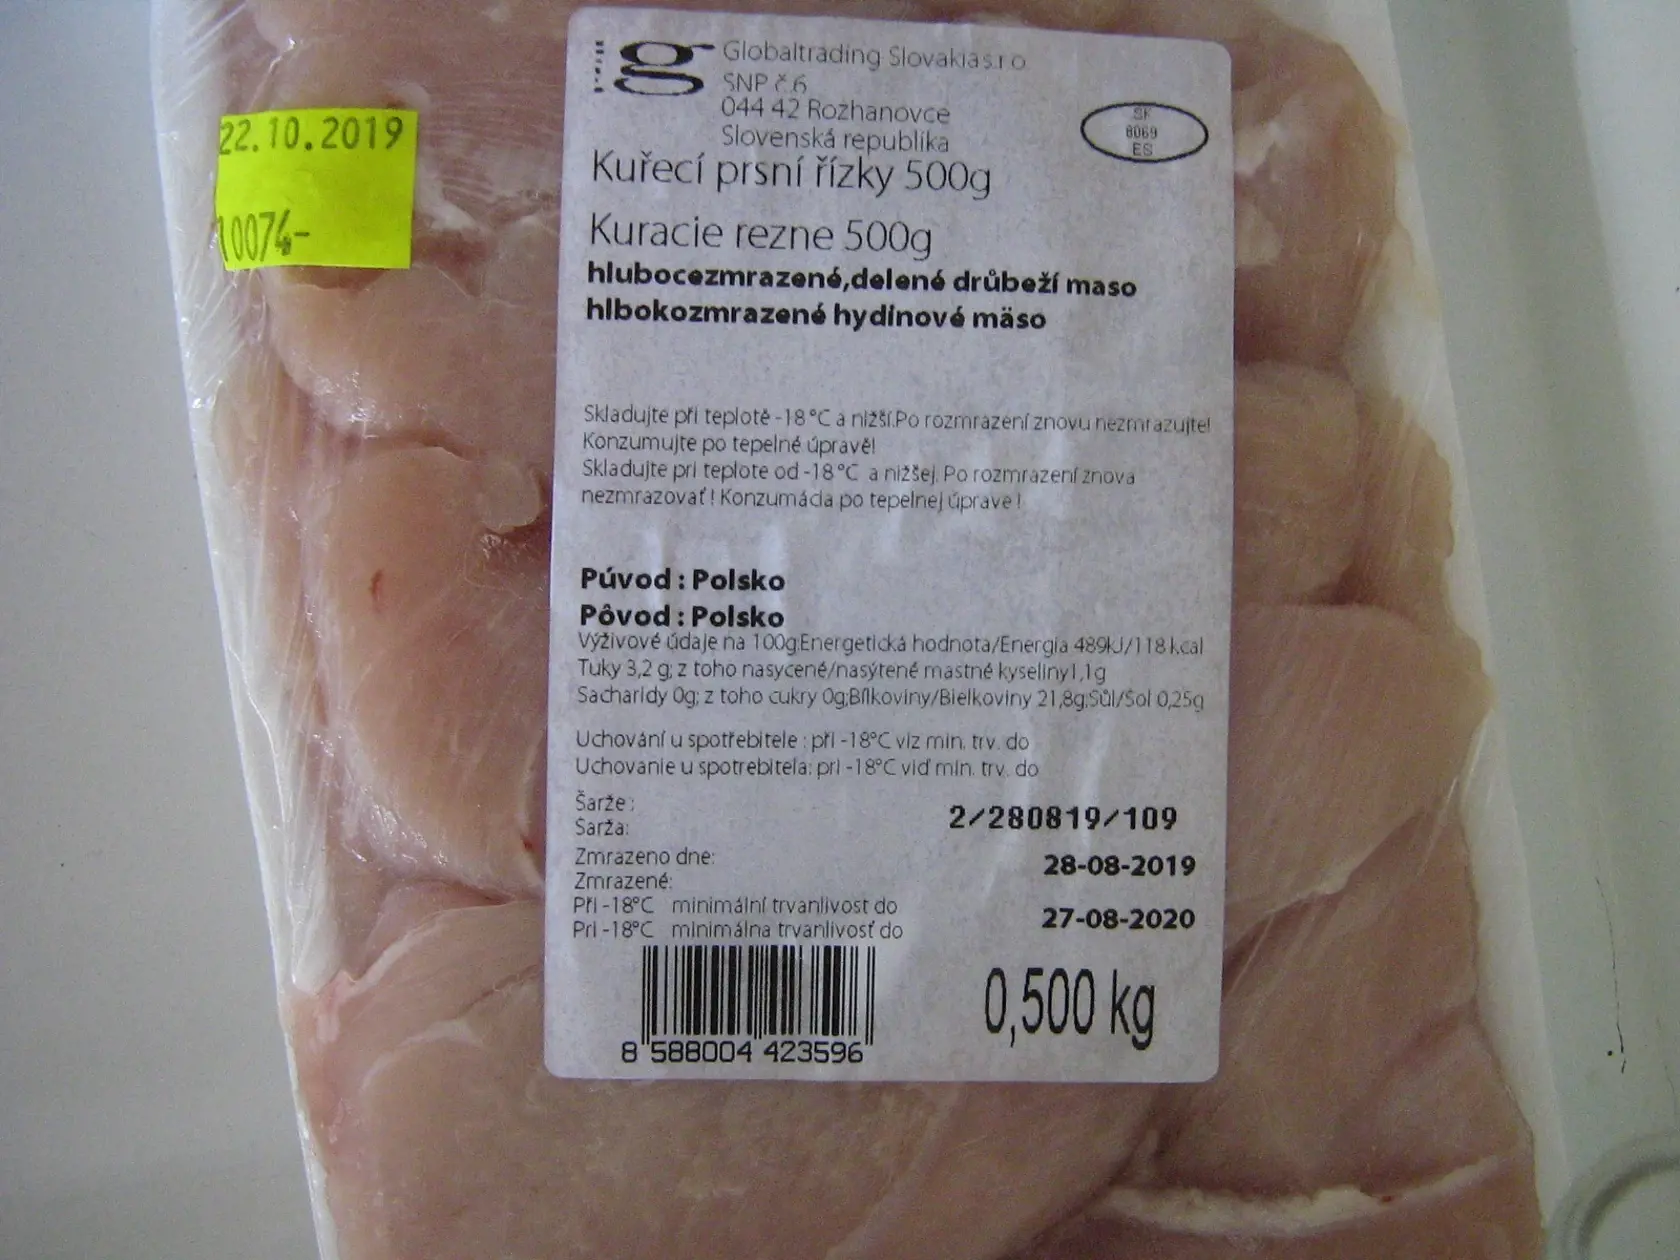 Globaltrading Slovakia s.r.o
SNP č.6
044 42 Rozhanovce
Slovenská republika
SK
8069
ES
22.10.2019
10074-
Kuřecí prsní řízky 500g
Kuracie rezne 500g
hlubocezmrazené,delené drůbeží maso
hlbokozmrazené hydinové mäso
Skladujte při teplotě -18°C a nižší.Po rozmrazení znovu nezmrazujte!
Konzumujte po tepelné úpravě!
Skladujte pri teplote od -18°C a nižšej. Po rozmrazení znova
nezmrazovať! Konzumácia po tepelnej úprave !
Púvod : Polsko
Pôvod : Polsko
Výživové údaje na 100g:Energetická hodnota/Energia 489kJ/118 kcal
Tuky 3,2 g; z toho nasycené/nasýtené mastné kyseliny1,1g
Sacharidy 0g; z toho cukry 0g;Bílkoviny/Bielkoviny 21,8g;Sůl/Soľ 0,25g
Uchování u spotřebitele : při -18°C viz min. trv. do
Uchovanie u spotrebiteľa: pri -18°C viď min. trv. do
Šarže :
Šarža:
2/280819/109
Zmrazeno dne:
Zmrazené:
28-08-2019
Při -18°C minimální trvanlivost do
Pri -18°C minimálna trvanlivosť do
27-08-2020
0,500 kg
8 588004 423596